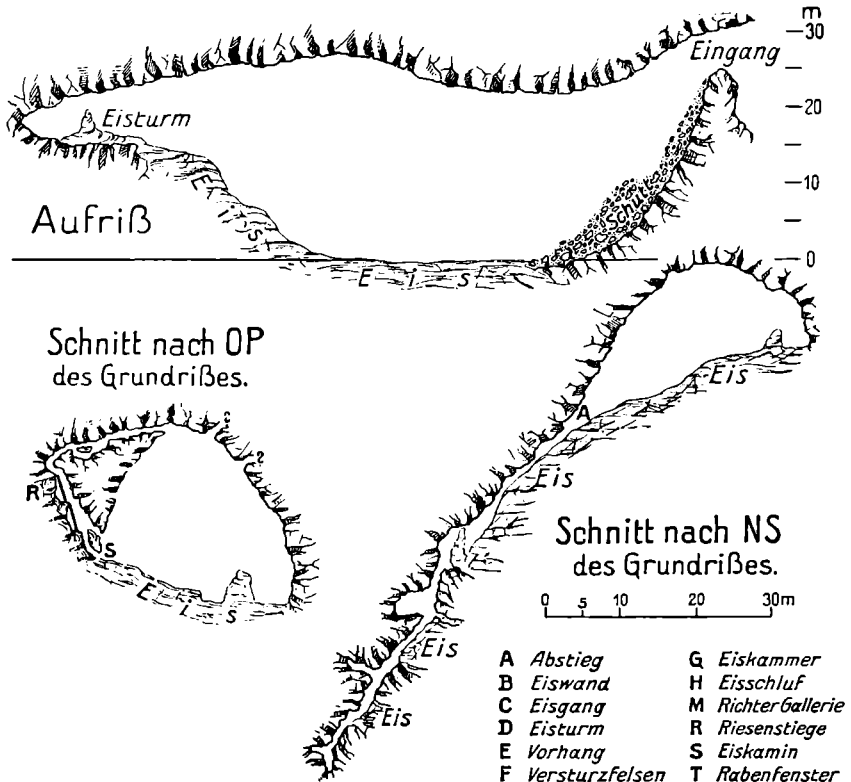 m
30
Eingang
20
Eisturm
10
Schutt
Eis
Aufriß
Eis
0
Schnitt nach OP
des Grundrißes.
Eis
A
R
Eis
S
Schnitt nach NS
des Grundrißes.
Eis
0 5 10 20 30m
Eis
Eis
A Abstieg
B Eiswand
C Eisgang
D Eisturm
E Vorhang
F Versturzfelsen
G Eiskammer
H Eisschluf
M RichterGallerie
R Riesenstiege
S Eiskamin
T Rabenfenster